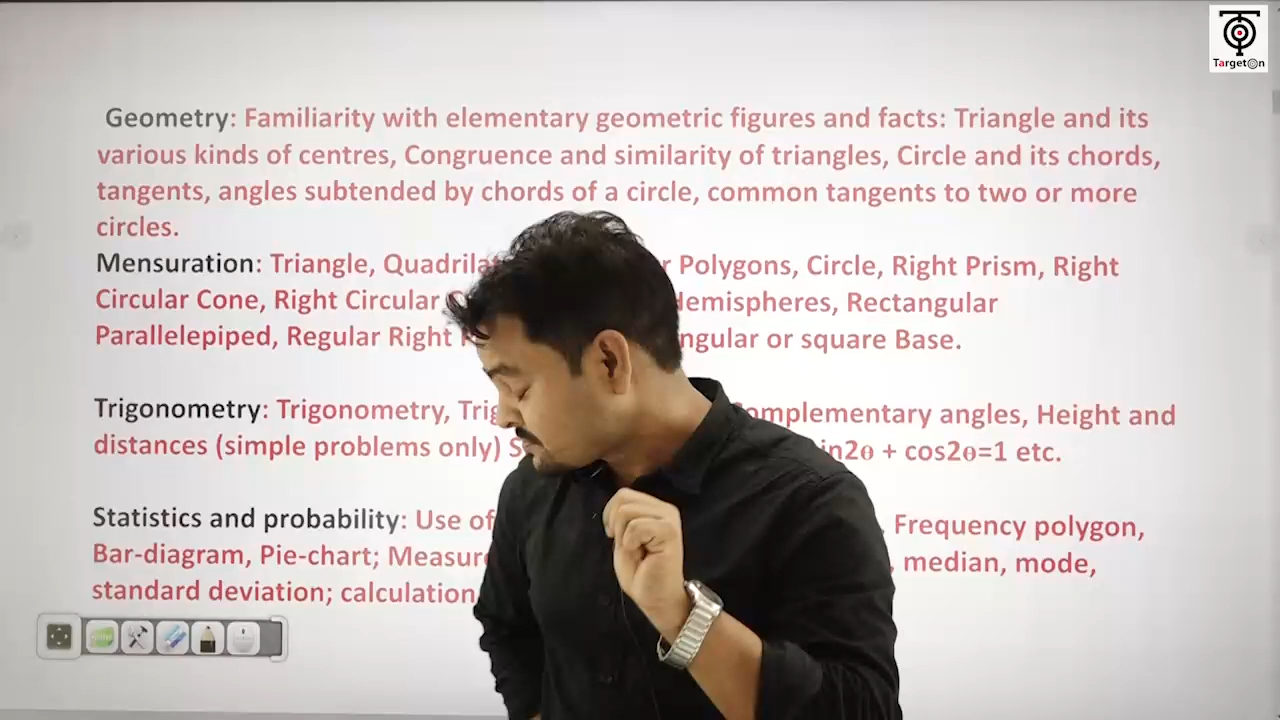 TargetOn
Geometry: Familiarity with elementary geometric figures and facts: Triangle and its
various kinds of centres, Congruence and similarity of triangles, Circle and its chords,
tangents, angles subtended by chords of a circle, common tangents to two or more
circles.
Mensuration: Triangle, Polygons, Circle, Right Prism, Right
Circular Cone, Right Circular Hemispheres, Rectangular
Parallelepiped, Regular Right or square Base.
Trigonometry: Trigonometry, Complementary angles, Height and
distances (simple problems only) in2θ + cos2θ=1 etc.
Statistics and probability: Use of Frequency polygon,
Bar-diagram, Pie-chart; median, mode,
standard deviation; calculation